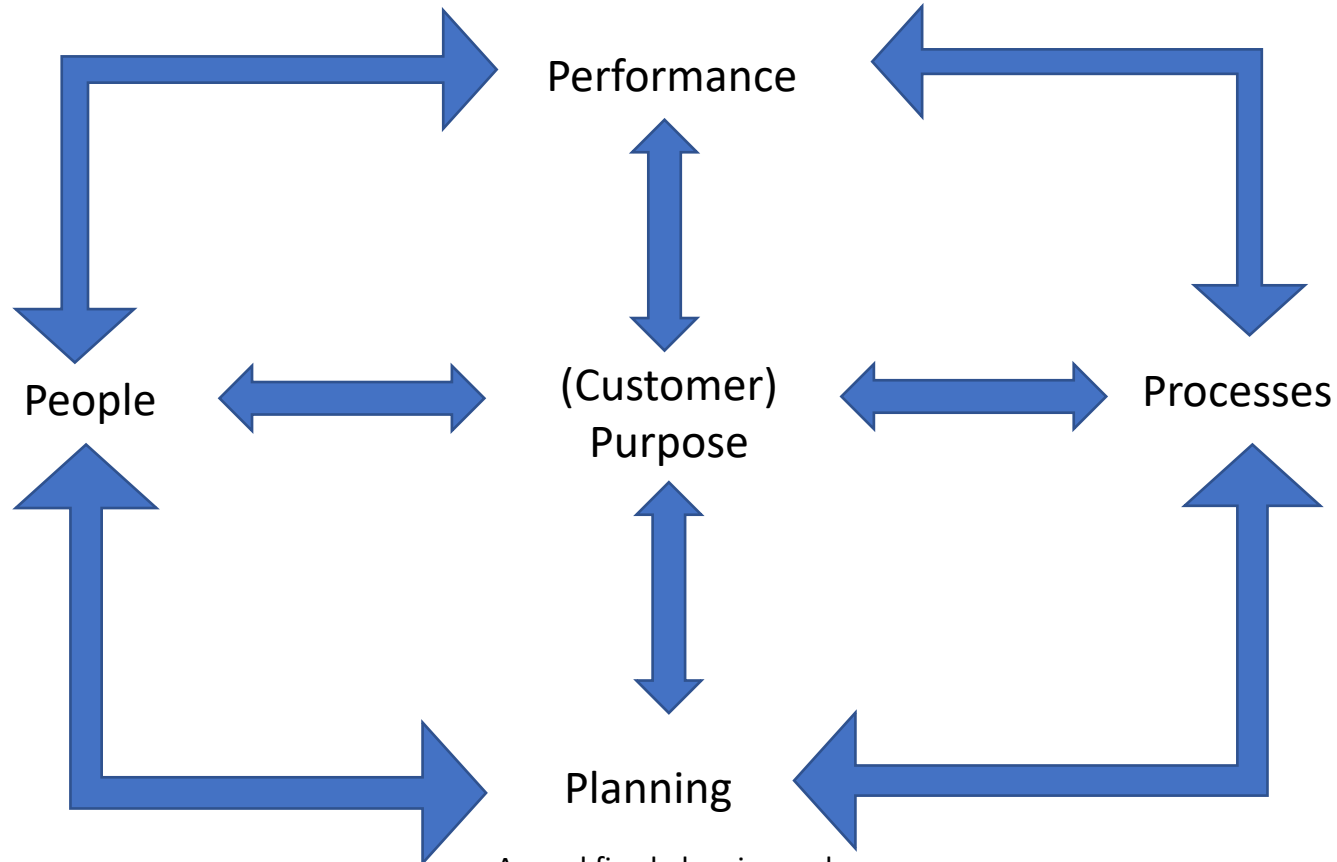 Performance
People
(Customer)
Purpose
Processes
Planning